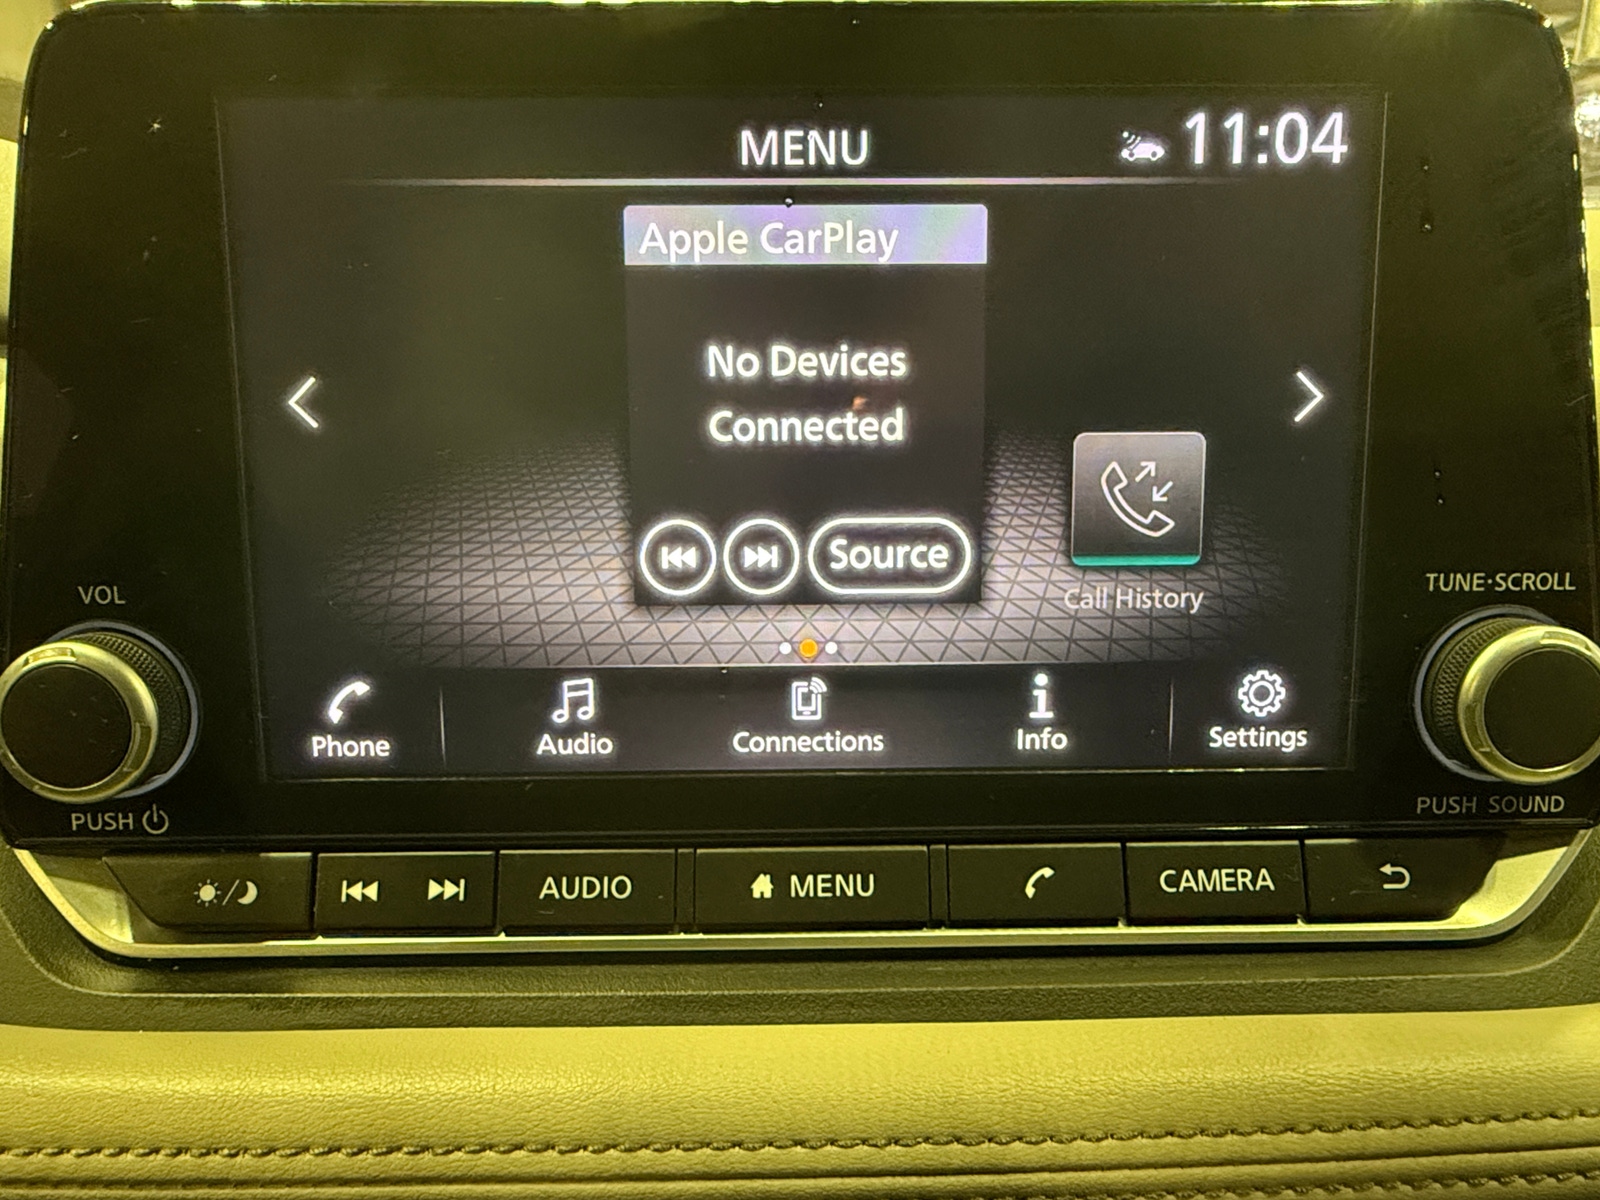 MENU
11:04
Apple CarPlay
No Devices
Connected
Source
Call History
VOL
TUNE·SCROLL
Phone
Audio
Connections
Info
Settings
PUSH
PUSH SOUND
AUDIO
MENU
CAMERA